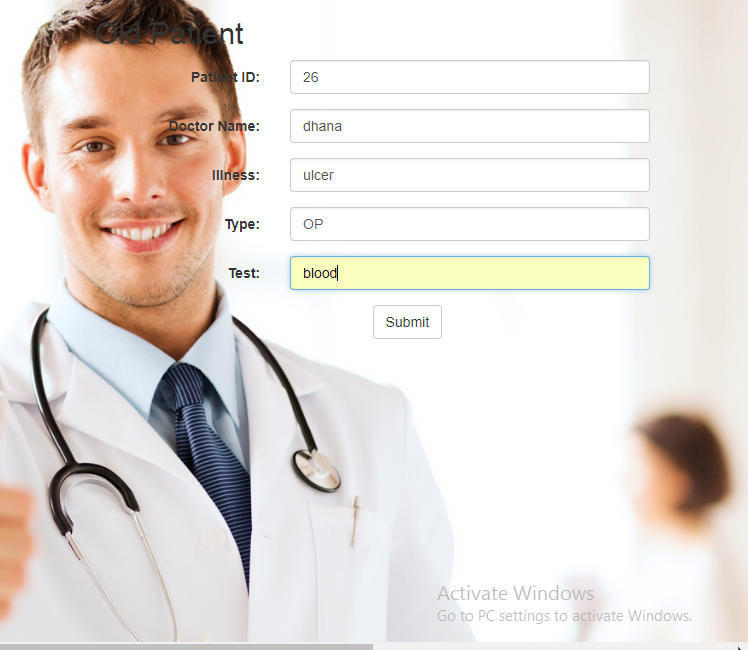 Old Patient
Patient ID: 26
Doctor Name: dhana
Illness: ulcer
Type: OP
Test: blood
Submit
Activate Windows
Go to PC settings to activate Windows.